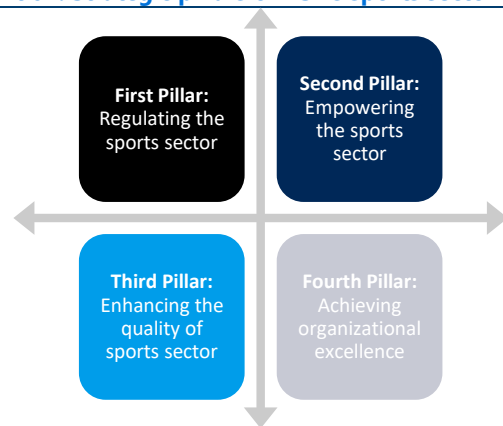 First Pillar:
Regulating the
sports sector
Second Pillar:
Empowering
the sports
sector
Third Pillar:
Enhancing the
quality of
sports sector
Fourth Pillar:
Achieving
organizational
excellence